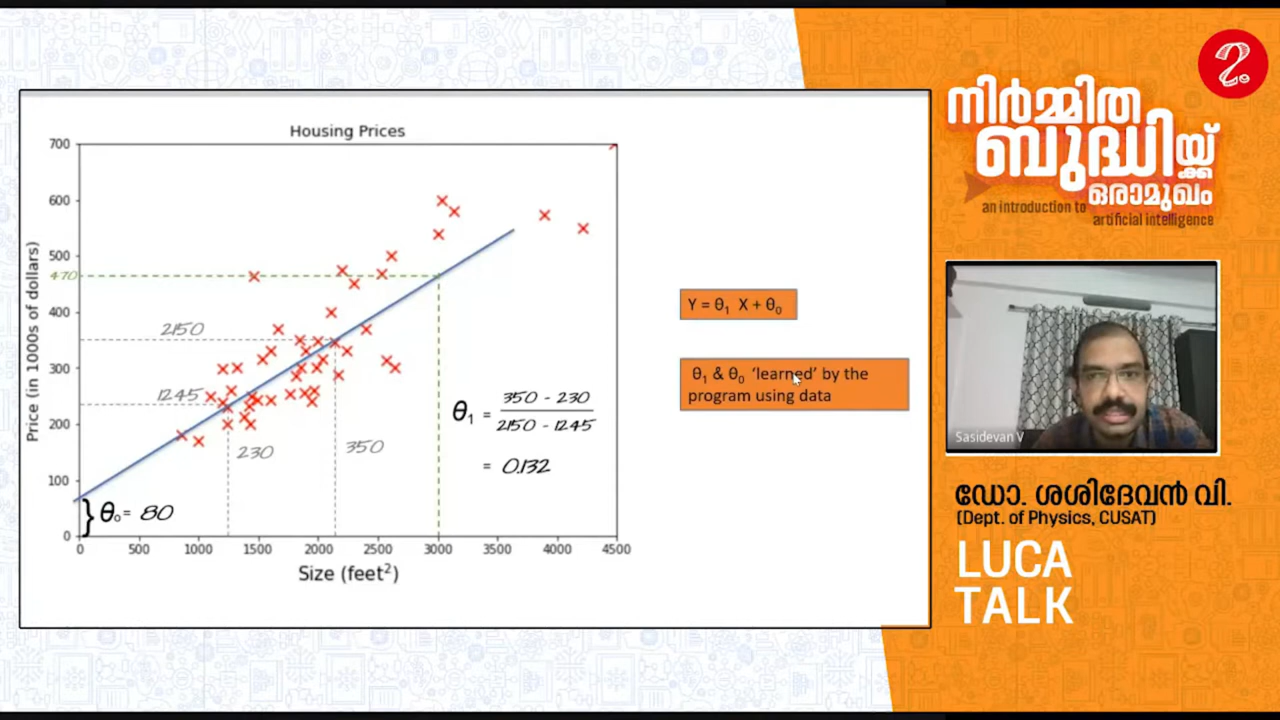 Housing Prices
700
600
500
470
400
300
200
100
0
Price (in 1000s of dollars)
2150
1245
230
350
θ₁ = 350 - 230
2150 - 1245
= 0.132
} θ₀ = 80
0 500 1000 1500 2000 2500 3000 3500 4000 4500
Size (feet²)
Y = θ₁ X + θ₀
θ₁ & θ₀ ‘learned’ by the
program using data
2.
നിർമ്മിത
ബുദ്ധിയ്ക്ക്
ഒരാമുഖം
an introduction to
artificial intelligence
Sasidevan V
ഡോ. ശശിദേവൻ വി.
(Dept. of Physics, CUSAT)
LUCA
TALK